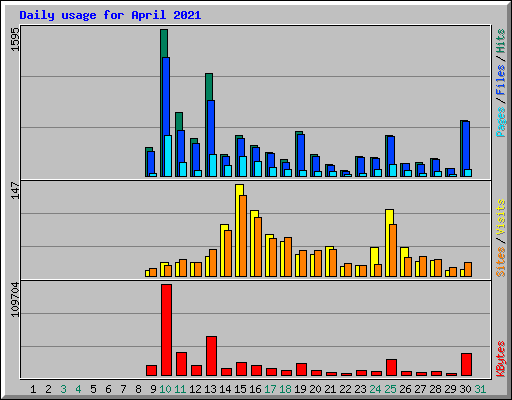 Daily usage for April 2021
1595
Pages / Files / Hits
147
Sites / Visits
109704
KBytes
1 2 3 4 5 6 7 8 9 10 11 12 13 14 15 16 17 18 19 20 21 22 23 24 25 26 27 28 29 30 31